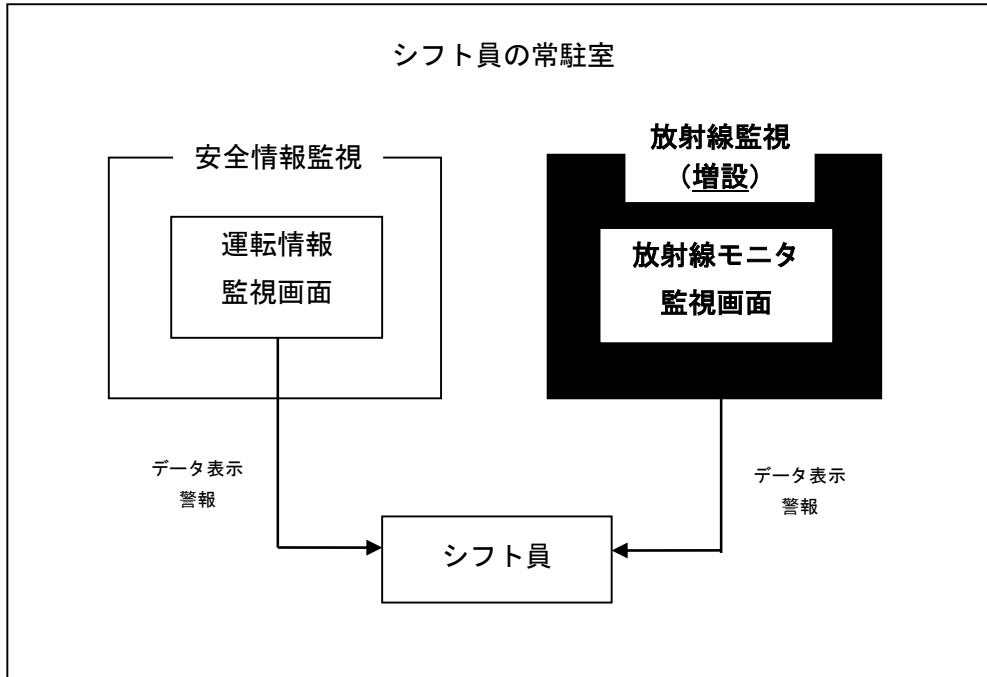 シフト員の常駐室
安全情報監視
運転情報
監視画面
放射線監視
（増設）
放射線モニタ
監視画面
データ表示
警報
データ表示
警報
シフト員